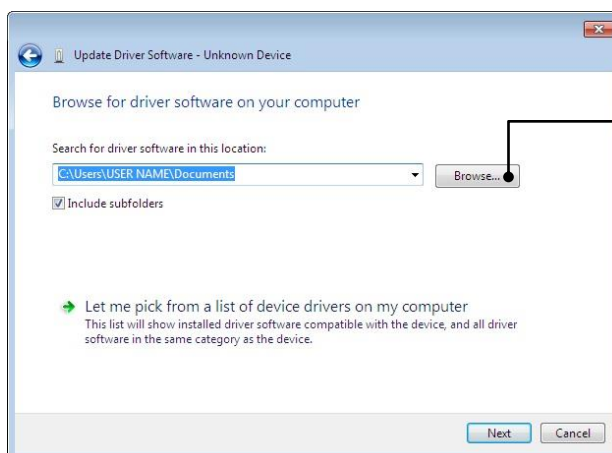 Update Driver Software - Unknown Device
Browse for driver software on your computer
Search for driver software in this location:
C:\Users\USER NAME\Documents
Browse...
Include subfolders
Let me pick from a list of device drivers on my computer
This list will show installed driver software compatible with the device, and all driver
software in the same category as the device.
Next
Cancel